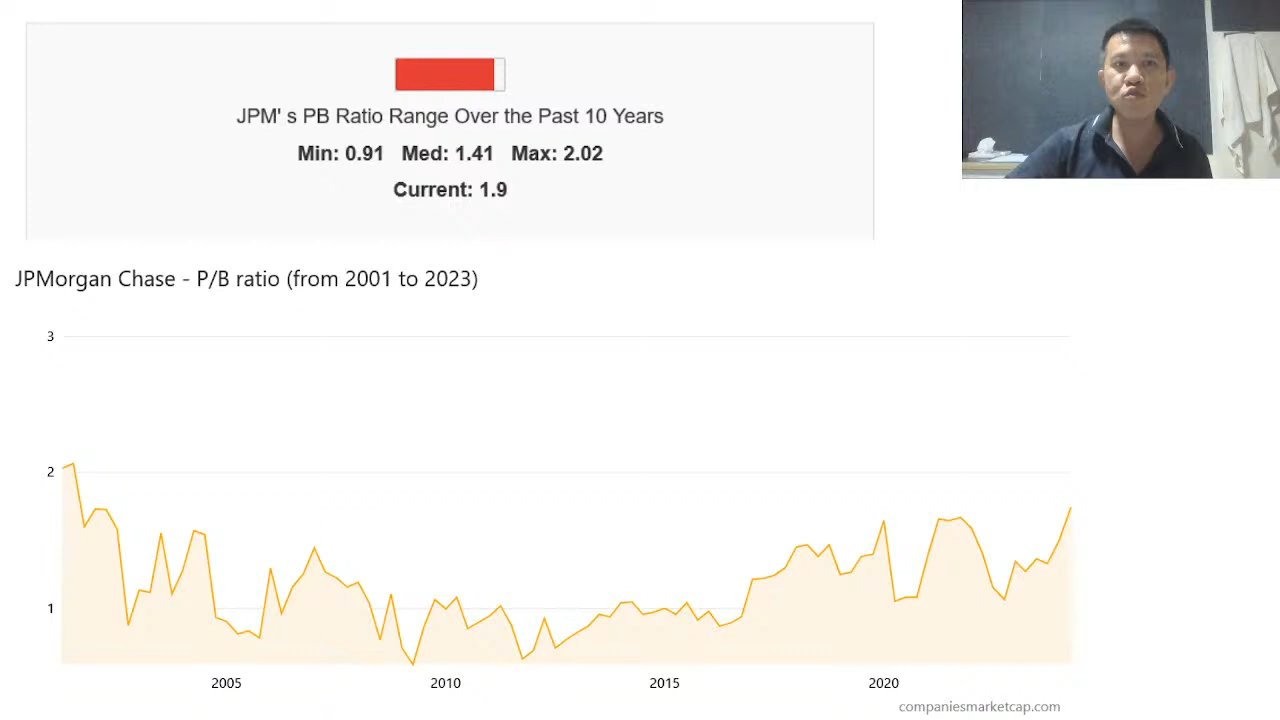 JPM' s PB Ratio Range Over the Past 10 Years
Min: 0.91 Med: 1.41 Max: 2.02
Current: 1.9
JPMorgan Chase - P/B ratio (from 2001 to 2023)
3
2
1
2005 2010 2015 2020
companiesmarketcap.com